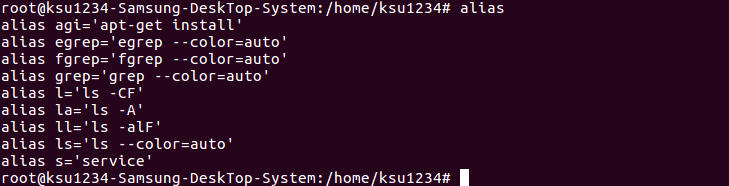 root@ksu1234-Samsung-DeskTop-System:/home/ksu1234# alias
alias agi='apt-get install'
alias egrep='egrep --color=auto'
alias fgrep='fgrep --color=auto'
alias grep='grep --color=auto'
alias l='ls -CF'
alias la='ls -A'
alias ll='ls -alF'
alias ls='ls --color=auto'
alias s='service'
root@ksu1234-Samsung-DeskTop-System:/home/ksu1234#